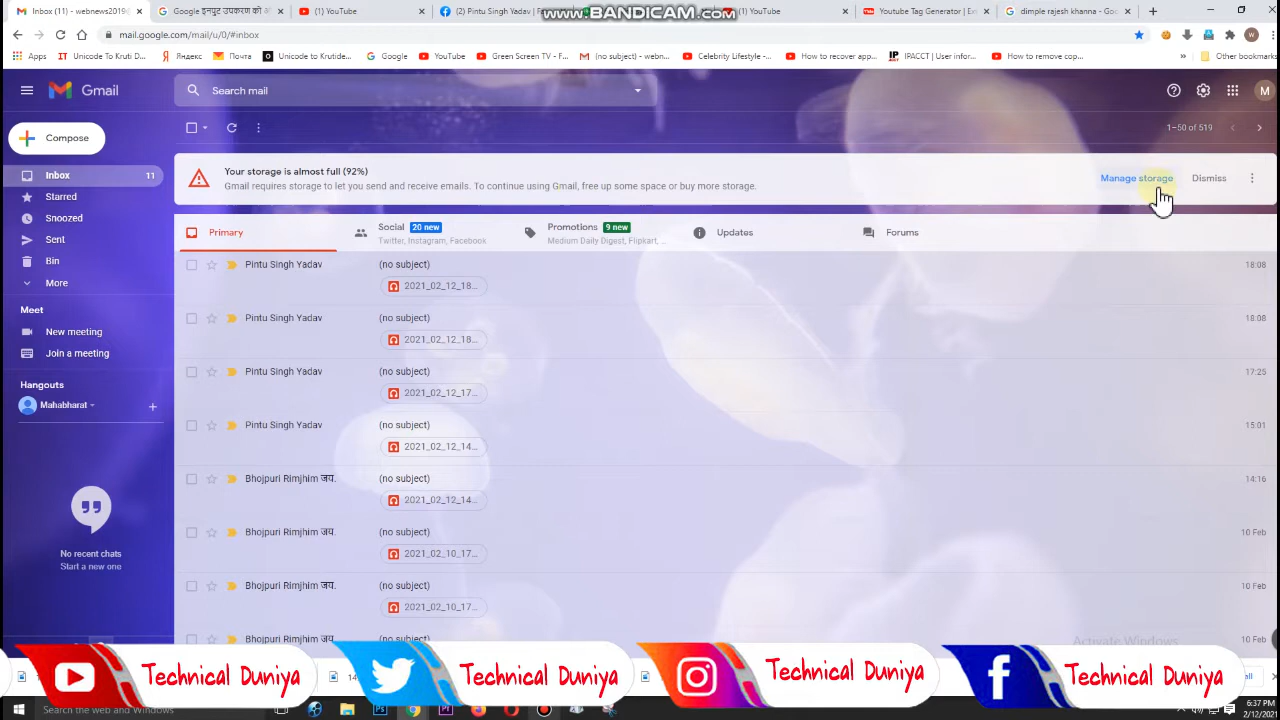 Inbox (11) - webnews2019
Google इनपुट उपकरण को अ
(1) YouTube
(2) Pintu Singh Yadav | Fa
WWW.BANDICAM.COM
(1) YouTube
Youtube Tag Generator | Ext
dimple rajesh khanna - Goo
mail.google.com/mail/u/0/#inbox
Apps
Unicode To Kruti D...
Яндекс
Почта
Unicode to Krutide...
Google
YouTube
Green Screen TV - F...
(no subject) - webn...
Celebrity Lifestyle -...
How to recover app...
IPACCT | User infor...
How to remove cop...
»
Other bookmarks
Gmail
Search mail
M
Compose
1–50 of 519
Inbox 11
Starred
Snoozed
Sent
Bin
More
Meet
New meeting
Join a meeting
Hangouts
Mahabharat
No recent chats
Start a new one
Your storage is almost full (92%)
Gmail requires storage to let you send and receive emails. To continue using Gmail, free up some space or buy more storage.
Manage storage
Dismiss
Primary
Social 20 new
Twitter, Instagram, Facebook
Promotions 9 new
Medium Daily Digest, Flipkart, ...
Updates
Forums
Pintu Singh Yadav (no subject) 18:08
2021_02_12_18...
Pintu Singh Yadav (no subject) 18:08
2021_02_12_18...
Pintu Singh Yadav (no subject) 17:25
2021_02_12_17...
Pintu Singh Yadav (no subject) 15:01
2021_02_12_14...
Bhojpuri Rimjhim जय. (no subject) 14:16
2021_02_12_14...
Bhojpuri Rimjhim जय. (no subject) 10 Feb
2021_02_10_17...
Bhojpuri Rimjhim जय. (no subject) 10 Feb
2021_02_10_17...
Bhojpuri Rimjhim जय. (no subject) 10 Feb
Activate Windows
Technical Duniya
Technical Duniya
Technical Duniya
Technical Duniya
Search the web and Windows
6:37 PM